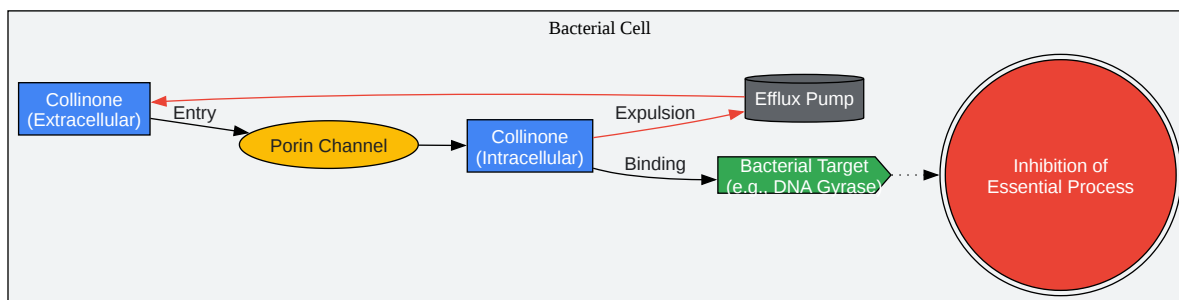 Bacterial Cell
Collinone
(Extracellular)
Entry
Porin Channel
Collinone
(Intracellular)
Expulsion
Efflux Pump
Binding
Bacterial Target
(e.g., DNA Gyrase)
Inhibition of
Essential Process